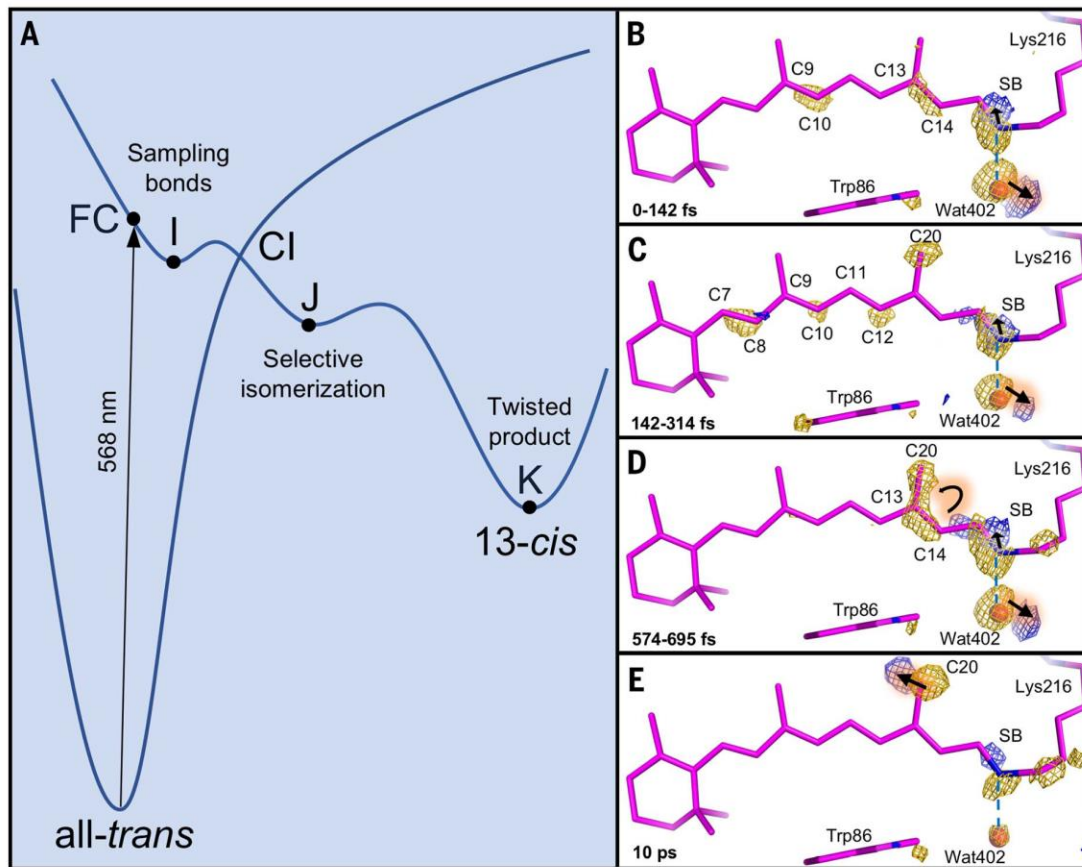 A
Sampling
bonds
FC
I
CI
J
Selective
isomerization
568 nm
Twisted
product
K
13-cis
all-trans
B
Lys216
C9
C13
SB
C10
C14
Trp86
Wat402
0-142 fs
C
C20
Lys216
C11
C7
C9
SB
C8
C10
C12
Trp86
Wat402
142-314 fs
D
C20
Lys216
C13
SB
C14
Trp86
Wat402
574-695 fs
E
C20
Lys216
SB
Trp86
Wat402
10 ps